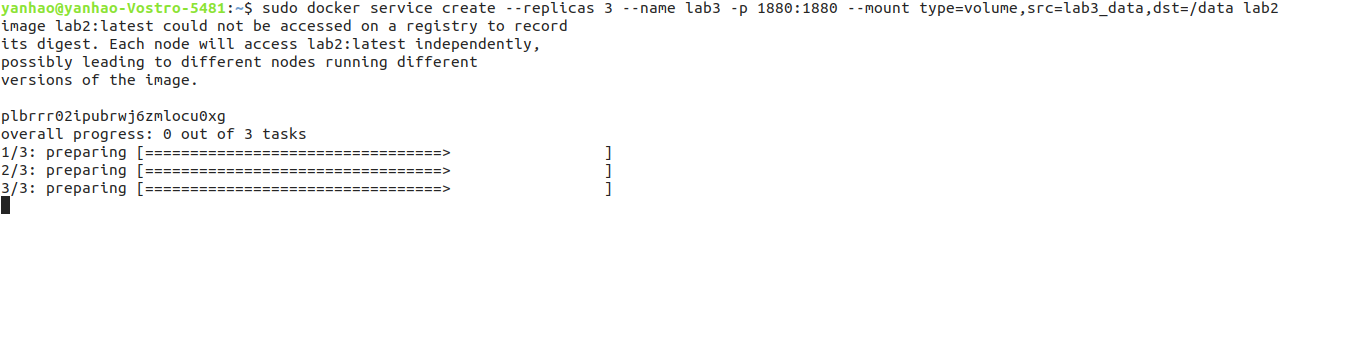 yanhao@yanhao-Vostro-5481:~$ sudo docker service create --replicas 3 --name lab3 -p 1880:1880 --mount type=volume,src=lab3_data,dst=/data lab2
image lab2:latest could not be accessed on a registry to record
its digest. Each node will access lab2:latest independently,
possibly leading to different nodes running different
versions of the image.

plbrrr02ipubrwj6zmlocu0xg
overall progress: 0 out of 3 tasks
1/3: preparing [=================================>                 ]
2/3: preparing [=================================>                 ]
3/3: preparing [=================================>                 ]